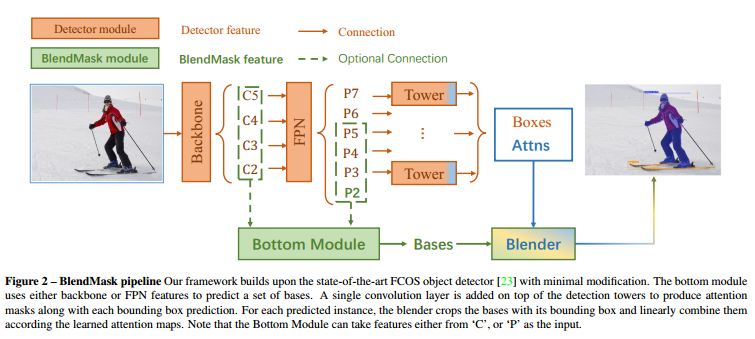 Detector module
Detector feature
Connection
BlendMask module
BlendMask feature
Optional Connection
Backbone
C5
C4
C3
C2
FPN
P7
P6
P5
P4
P3
P2
Tower
⋮
Tower
Boxes
Attns
Bottom Module
Bases
Blender
Figure 2 – BlendMask pipeline Our framework builds upon the state-of-the-art FCOS object detector [23] with minimal modification. The bottom module
uses either backbone or FPN features to predict a set of bases. A single convolution layer is added on top of the detection towers to produce attention
masks along with each bounding box prediction. For each predicted instance, the blender crops the bases with its bounding box and linearly combine them
according the learned attention maps. Note that the Bottom Module can take features either from ‘C’, or ‘P’ as the input.